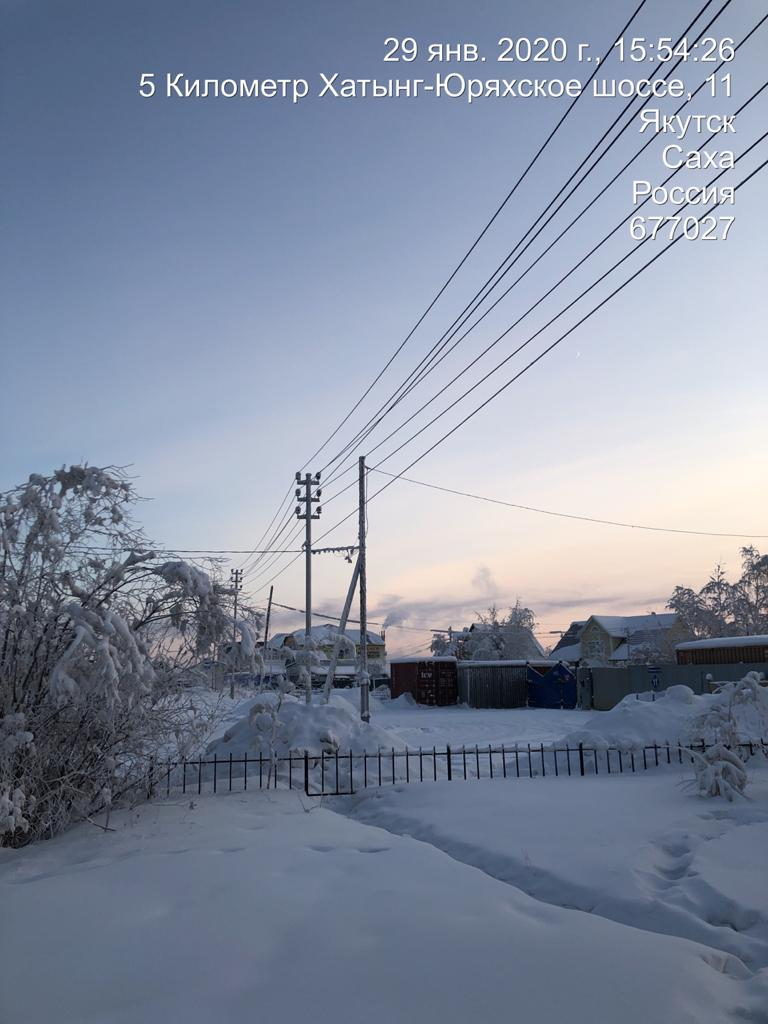 29 янв. 2020 г., 15:54:26
5 Километр Хатынг-Юряхское шоссе, 11
Якутск
Саха
Россия
677027